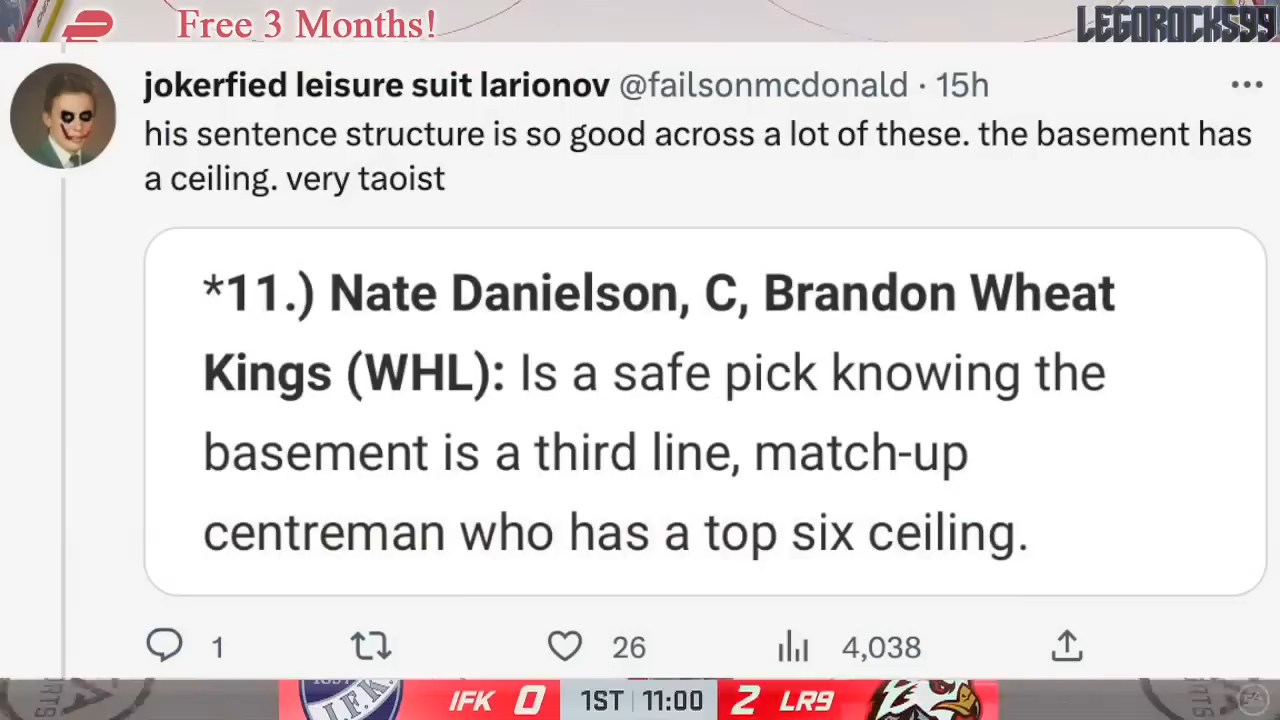 Free 3 Months!
LEGOROCKS99
jokerfied leisure suit larionov @failsonmcdonald · 15h
his sentence structure is so good across a lot of these. the basement has
a ceiling. very taoist
*11.) Nate Danielson, C, Brandon Wheat
Kings (WHL): Is a safe pick knowing the
basement is a third line, match-up
centreman who has a top six ceiling.
1 26 4,038
I.F.K.
IFK 0 1ST 11:00 2 LR9